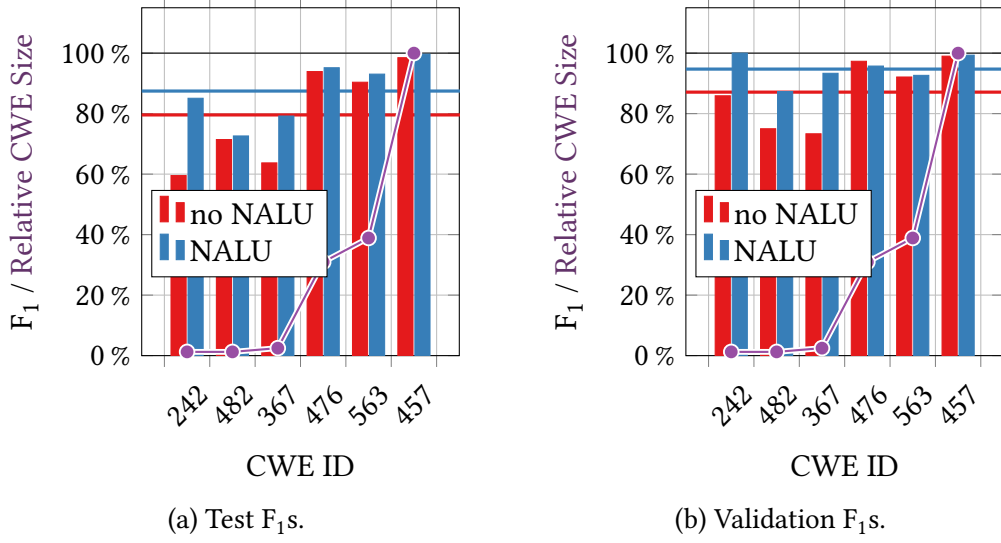 F₁ / Relative CWE Size
100 %
80 %
60 %
40 %
20 %
0 %
no NALU
NALU
242
482
367
476
563
457
CWE ID
(a) Test F₁s.
F₁ / Relative CWE Size
100 %
80 %
60 %
40 %
20 %
0 %
no NALU
NALU
242
482
367
476
563
457
CWE ID
(b) Validation F₁s.